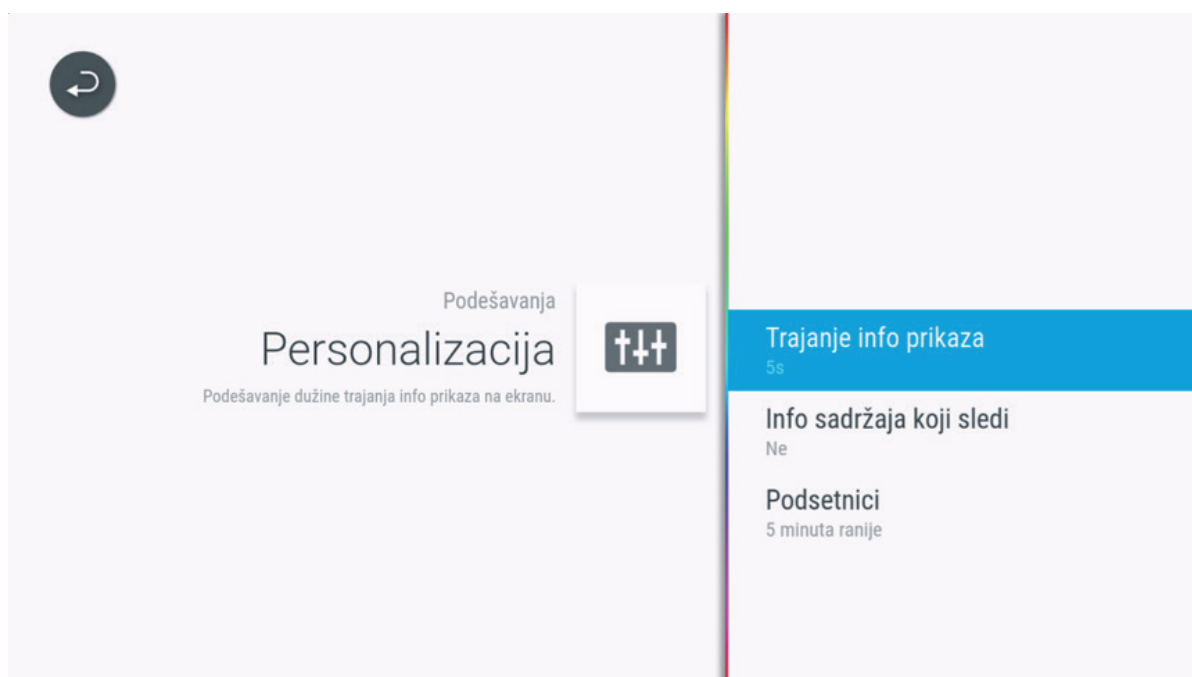 Podešavanja
Personalizacija
Podešavanje dužine trajanja info prikaza na ekranu.
Trajanje info prikaza
5s
Info sadržaja koji sledi
Ne
Podsetnici
5 minuta ranije